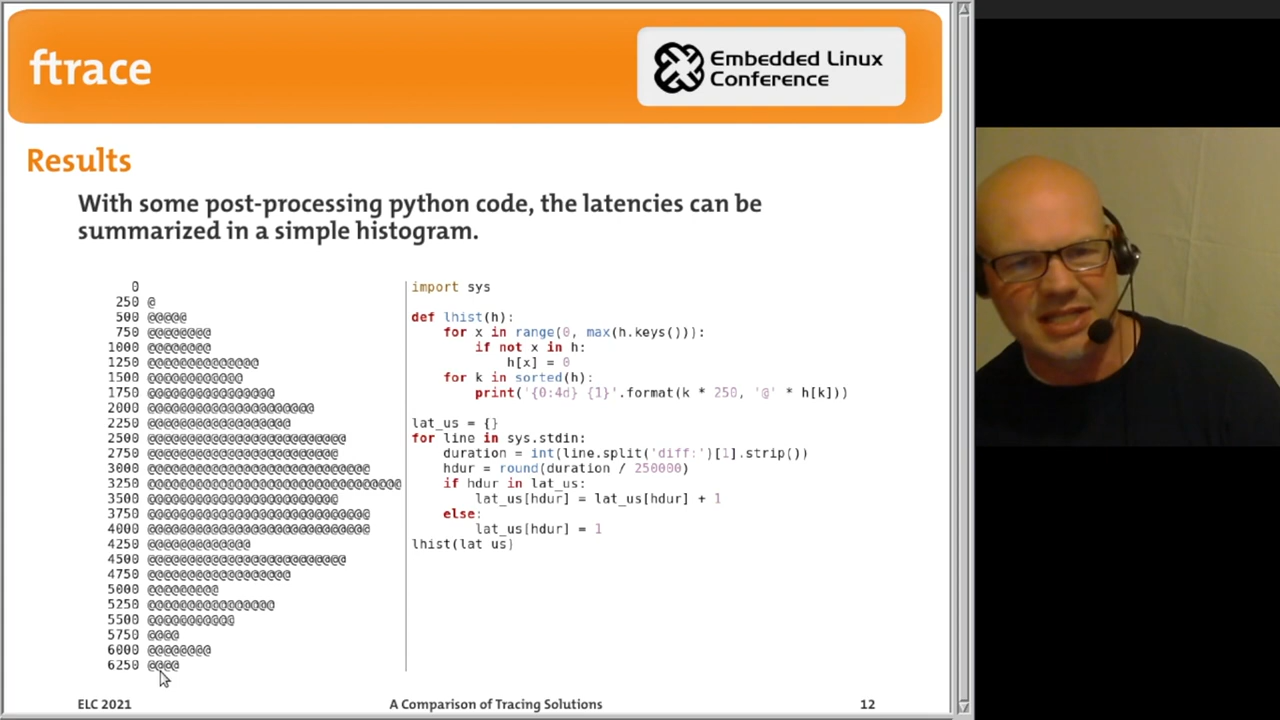 ftrace
Embedded Linux
Conference
Results
With some post-processing python code, the latencies can be
summarized in a simple histogram.
0
250 @
500 @@@@@
750 @@@@@@@@
1000 @@@@@@@@
1250 @@@@@@@@@@@@@@
1500 @@@@@@@@@@@@
1750 @@@@@@@@@@@@@@@@
2000 @@@@@@@@@@@@@@@@@@@@@
2250 @@@@@@@@@@@@@@@@@@
2500 @@@@@@@@@@@@@@@@@@@@@@@@@
2750 @@@@@@@@@@@@@@@@@@@@@@@@
3000 @@@@@@@@@@@@@@@@@@@@@@@@@@@@
3250 @@@@@@@@@@@@@@@@@@@@@@@@@@@@@@@@
3500 @@@@@@@@@@@@@@@@@@@@@@@@
3750 @@@@@@@@@@@@@@@@@@@@@@@@@@@@
4000 @@@@@@@@@@@@@@@@@@@@@@@@@@@@
4250 @@@@@@@@@@@@@
4500 @@@@@@@@@@@@@@@@@@@@@@@@@
4750 @@@@@@@@@@@@@@@@@@
5000 @@@@@@@@@
5250 @@@@@@@@@@@@@@@@
5500 @@@@@@@@@@@
5750 @@@@
6000 @@@@@@@@
6250 @@@@
import sys
def lhist(h):
    for x in range(0, max(h.keys())):
        if not x in h:
            h[x] = 0
    for k in sorted(h):
        print('{0:4d} {1}'.format(k * 250, '@' * h[k]))
lat_us = {}
for line in sys.stdin:
    duration = int(line.split('diff:')[1].strip())
    hdur = round(duration / 250000)
    if hdur in lat_us:
        lat_us[hdur] = lat_us[hdur] + 1
    else:
        lat_us[hdur] = 1
lhist(lat us)
ELC 2021
A Comparison of Tracing Solutions
12